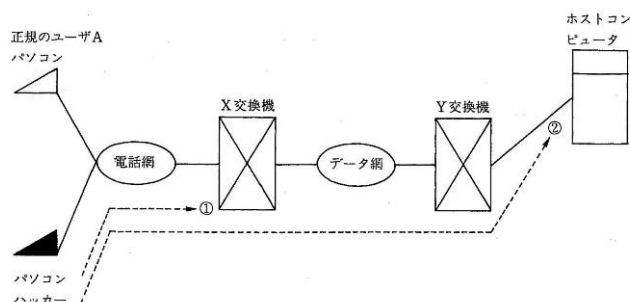 正規のユーザA
パソコン
ホストコン
ピュータ
X交換機
Y交換機
②
電話網
データ網
①
パソコン
ハッカー